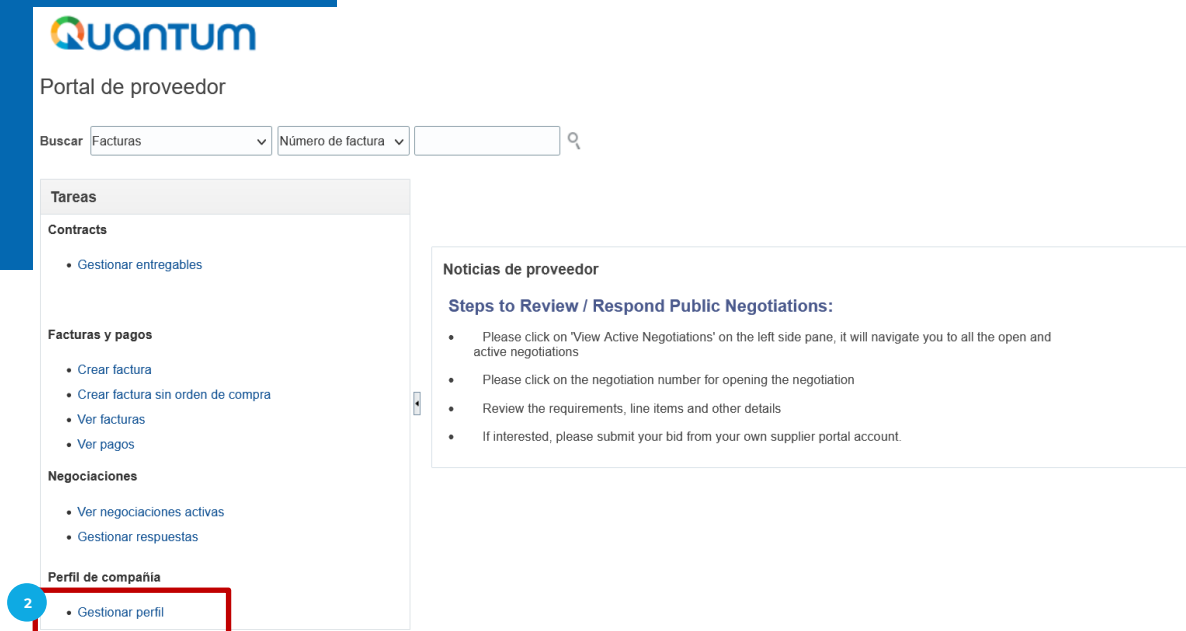 Quantum
Portal de proveedor
Buscar Facturas Número de factura
Tareas
Contracts
• Gestionar entregables
Facturas y pagos
• Crear factura
• Crear factura sin orden de compra
• Ver facturas
• Ver pagos
Negociaciones
• Ver negociaciones activas
• Gestionar respuestas
Perfil de compañía
2
• Gestionar perfil
Noticias de proveedor
Steps to Review / Respond Public Negotiations:
• Please click on 'View Active Negotiations' on the left side pane, it will navigate you to all the open and
active negotiations
• Please click on the negotiation number for opening the negotiation
• Review the requirements, line items and other details
• If interested, please submit your bid from your own supplier portal account.